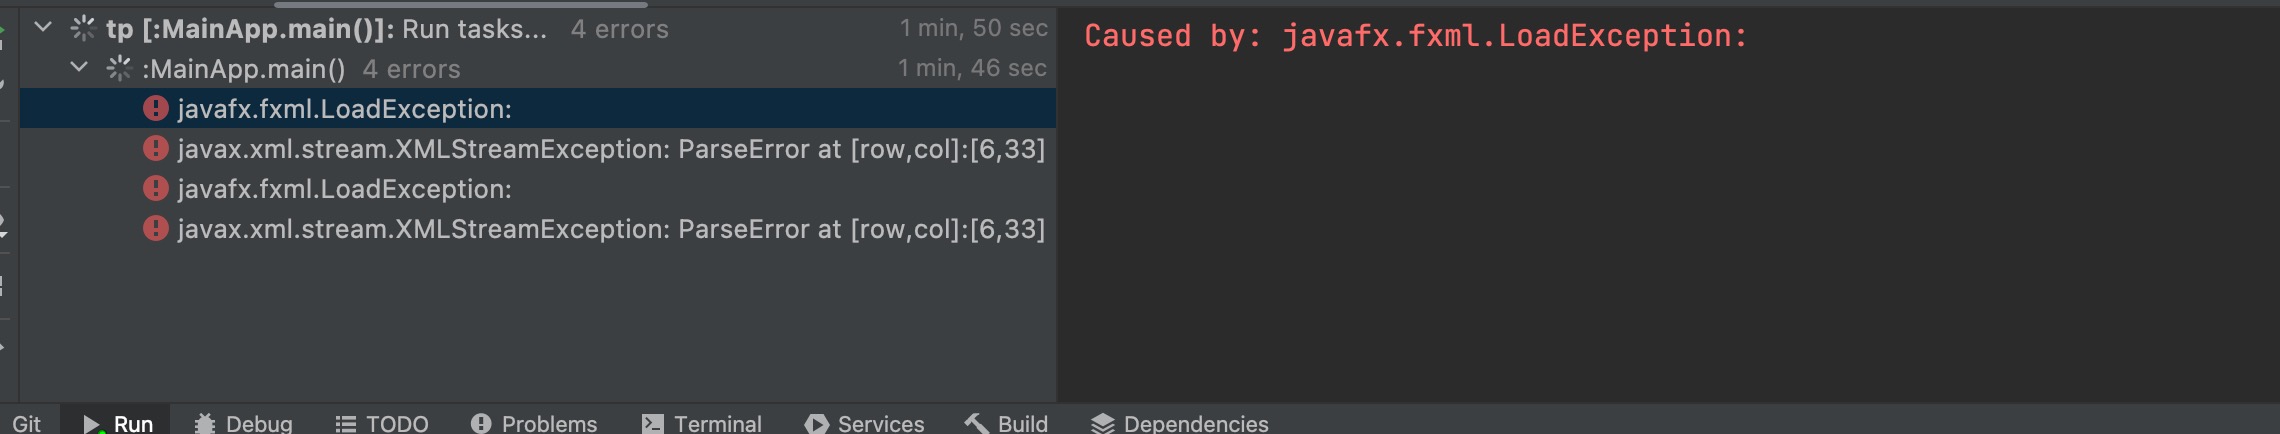 tp [:MainApp.main()]: Run tasks... 4 errors 1 min, 50 sec
:MainApp.main() 4 errors 1 min, 46 sec
javafx.fxml.LoadException:
javax.xml.stream.XMLStreamException: ParseError at [row,col]:[6,33]
javafx.fxml.LoadException:
javax.xml.stream.XMLStreamException: ParseError at [row,col]:[6,33]
Caused by: javafx.fxml.LoadException:
Git Run Debug TODO Problems Terminal Services Build Dependencies